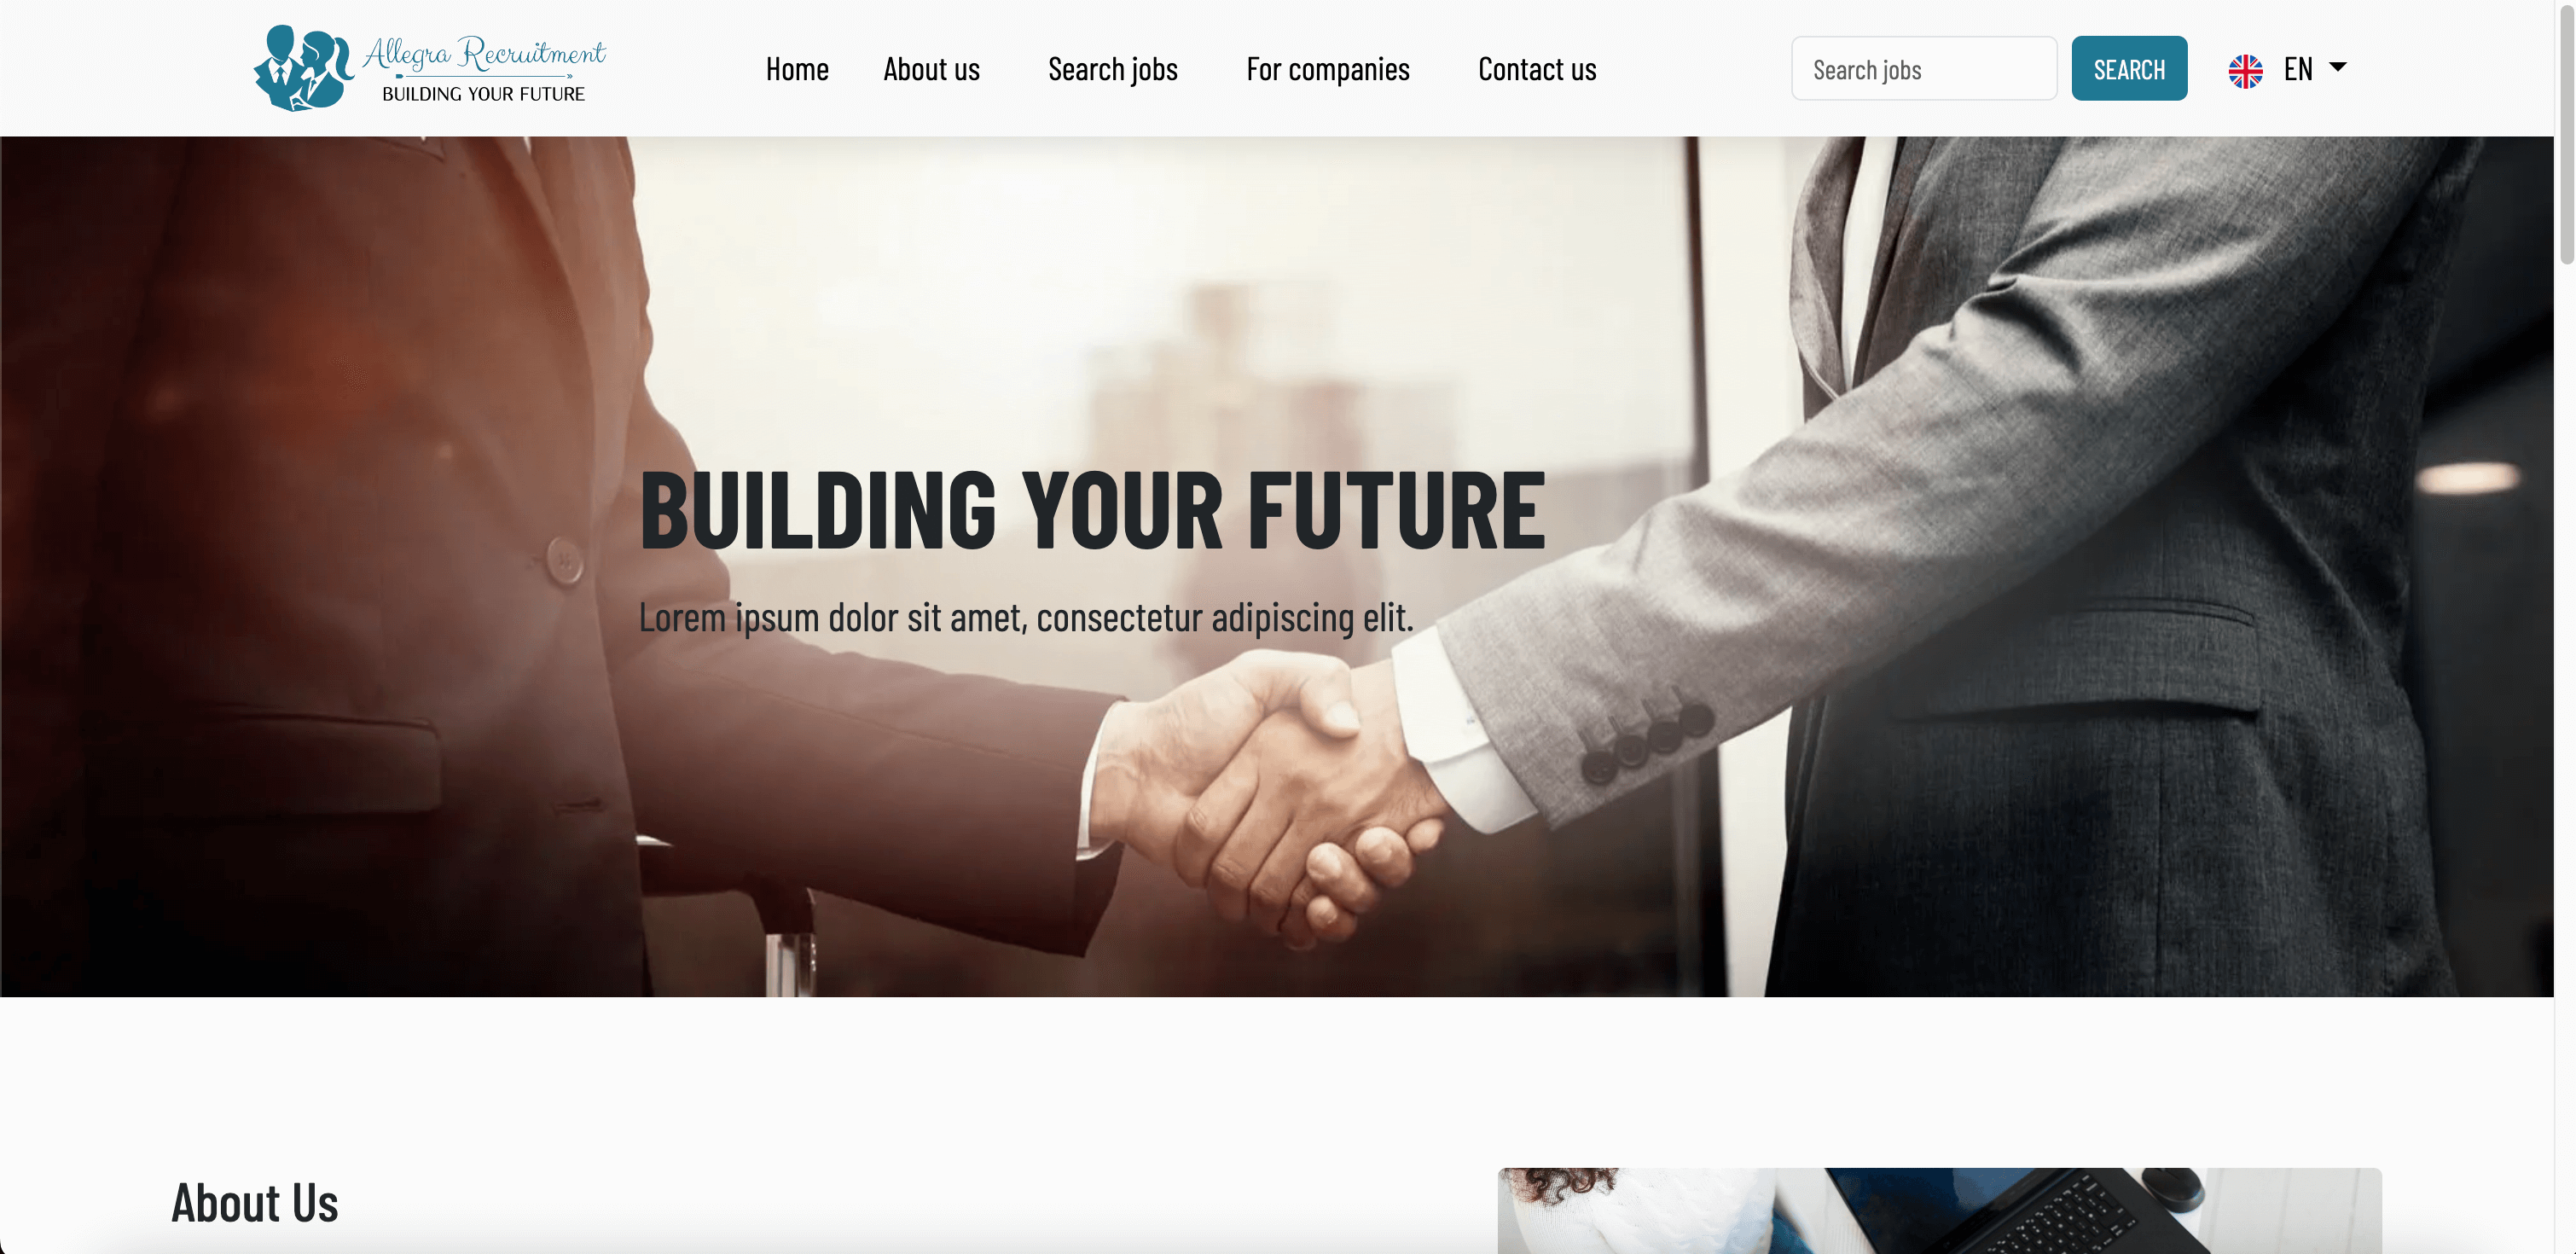 Allegra Recruitment
BUILDING YOUR FUTURE
Home About us Search jobs For companies Contact us Search jobs SEARCH EN
BUILDING YOUR FUTURE
Lorem ipsum dolor sit amet, consectetur adipiscing elit.
About Us